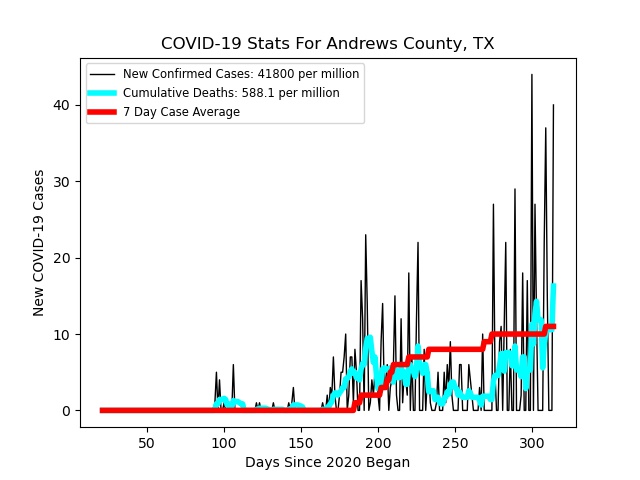 COVID-19 Stats For Andrews County, TX
New Confirmed Cases: 41800 per million
Cumulative Deaths: 588.1 per million
7 Day Case Average
New COVID-19 Cases
40
30
20
10
0
50 100 150 200 250 300
Days Since 2020 Began